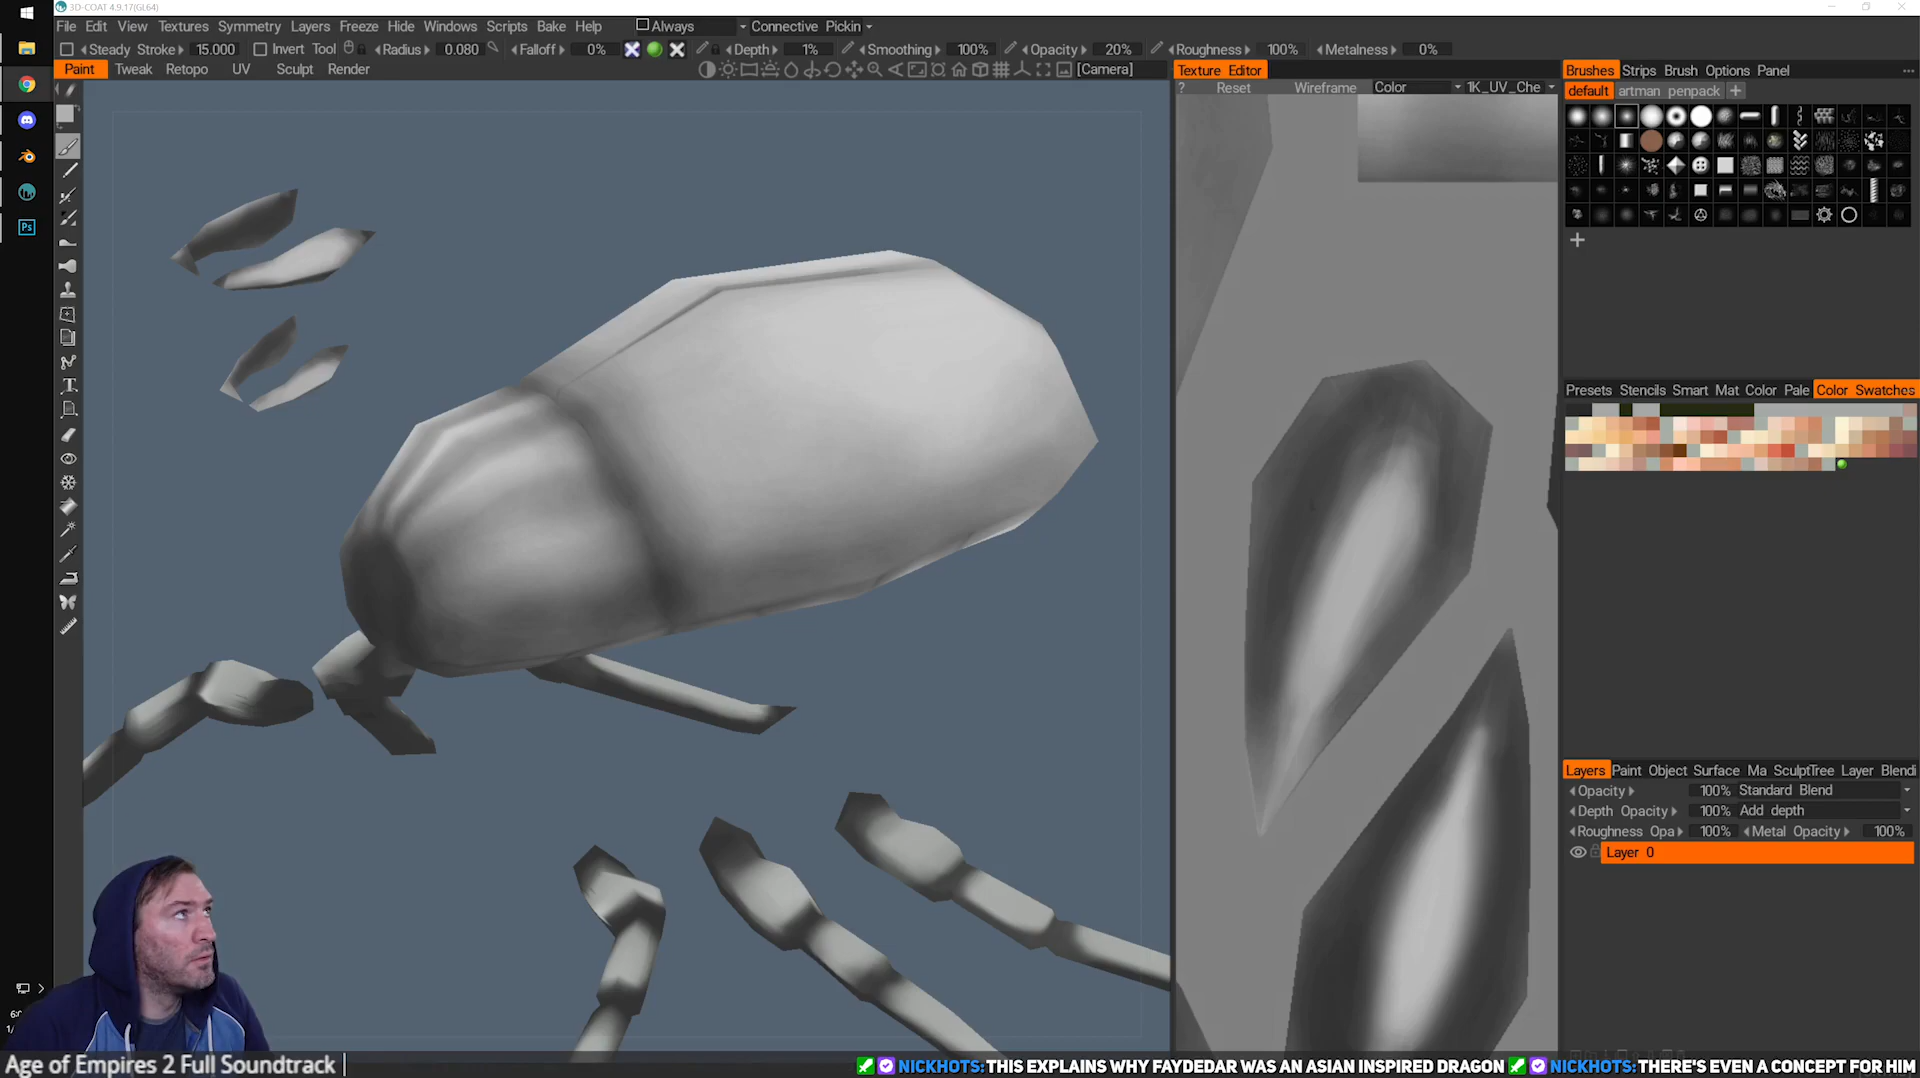 3D-COAT 4.9.17(GL64)
File Edit View Textures Symmetry Layers Freeze Hide Windows Scripts Bake Help Always Connective Pickin
Steady Stroke 15.000 Invert Tool Radius 0.080 Falloff 0% Depth 1% Smoothing 100% Opacity 20% Roughness 100% Metalness 0%
Paint Tweak Retopo UV Sculpt Render [Camera]
Texture Editor
? Reset Wireframe Color 1K_UV_Che
Brushes Strips Brush Options Panel
default artman penpack
Presets Stencils Smart Mat Color Pale Color Swatches
Layers Paint Object Surface Ma SculptTree Layer Blendi
Opacity 100% Standard Blend
Depth Opacity 100% Add depth
Roughness Opa 100% Metal Opacity 100%
Layer 0
Ps
Age of Empires 2 Full Soundtrack
NICKHOTS: THIS EXPLAINS WHY FAYDEDAR WAS AN ASIAN INSPIRED DRAGON NICKHOTS: THERE'S EVEN A CONCEPT FOR HIM